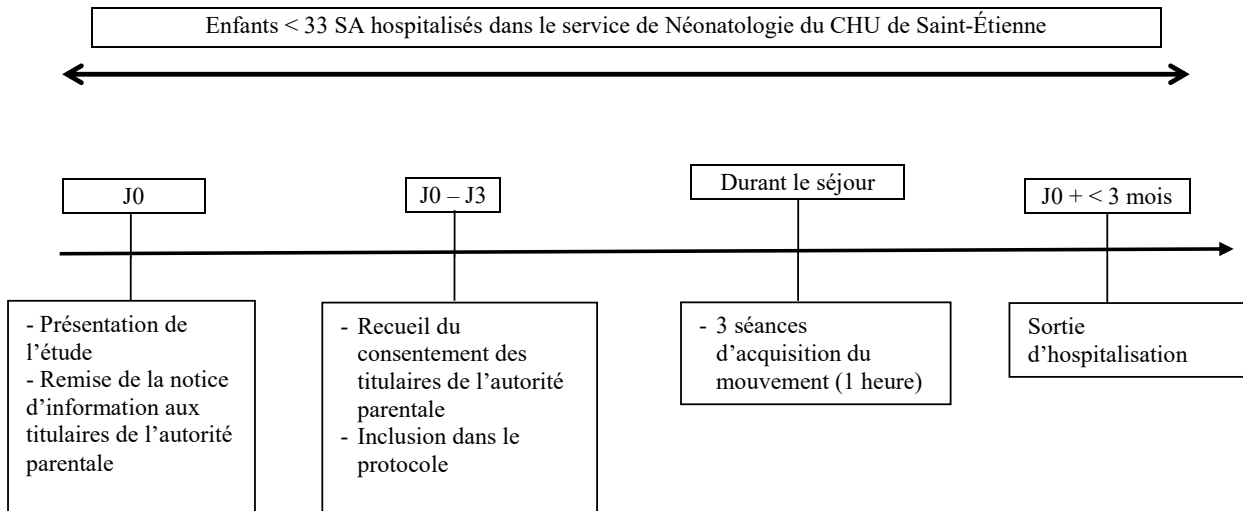 Enfants < 33 SA hospitalisés dans le service de Néonatologie du CHU de Saint-Étienne
J0
J0 – J3
Durant le séjour
J0 + < 3 mois
- Présentation de
l’étude
- Remise de la notice
d’information aux
titulaires de l’autorité
parentale
- Recueil du
consentement des
titulaires de l’autorité
parentale
- Inclusion dans le
protocole
- 3 séances
d’acquisition du
mouvement (1 heure)
Sortie
d’hospitalisation